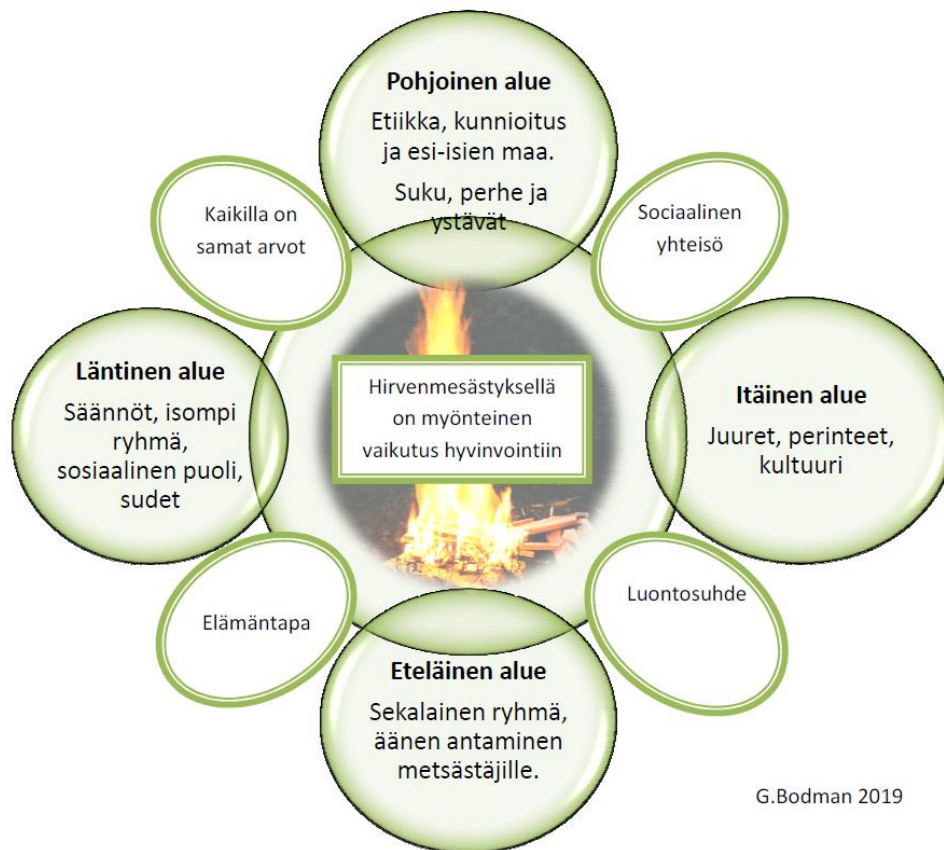 Pohjoinen alue
Etiikka, kunnioitus
ja esi-isien maa.
Suku, perhe ja
ystävät
Kaikilla on
samat arvot
Sociaalinen
yhteisö
Läntinen alue
Säännöt, isompi
ryhmä,
sosiaalinen puoli,
sudet
Hirvenmesästyksellä
on myönteinen
vaikutus hyvinvointiin
Itäinen alue
Juuret, perinteet,
kultuuri
Elämäntapa
Luontosuhde
Eteläinen alue
Sekalainen ryhmä,
äänen antaminen
metsästäjille.
G.Bodman 2019